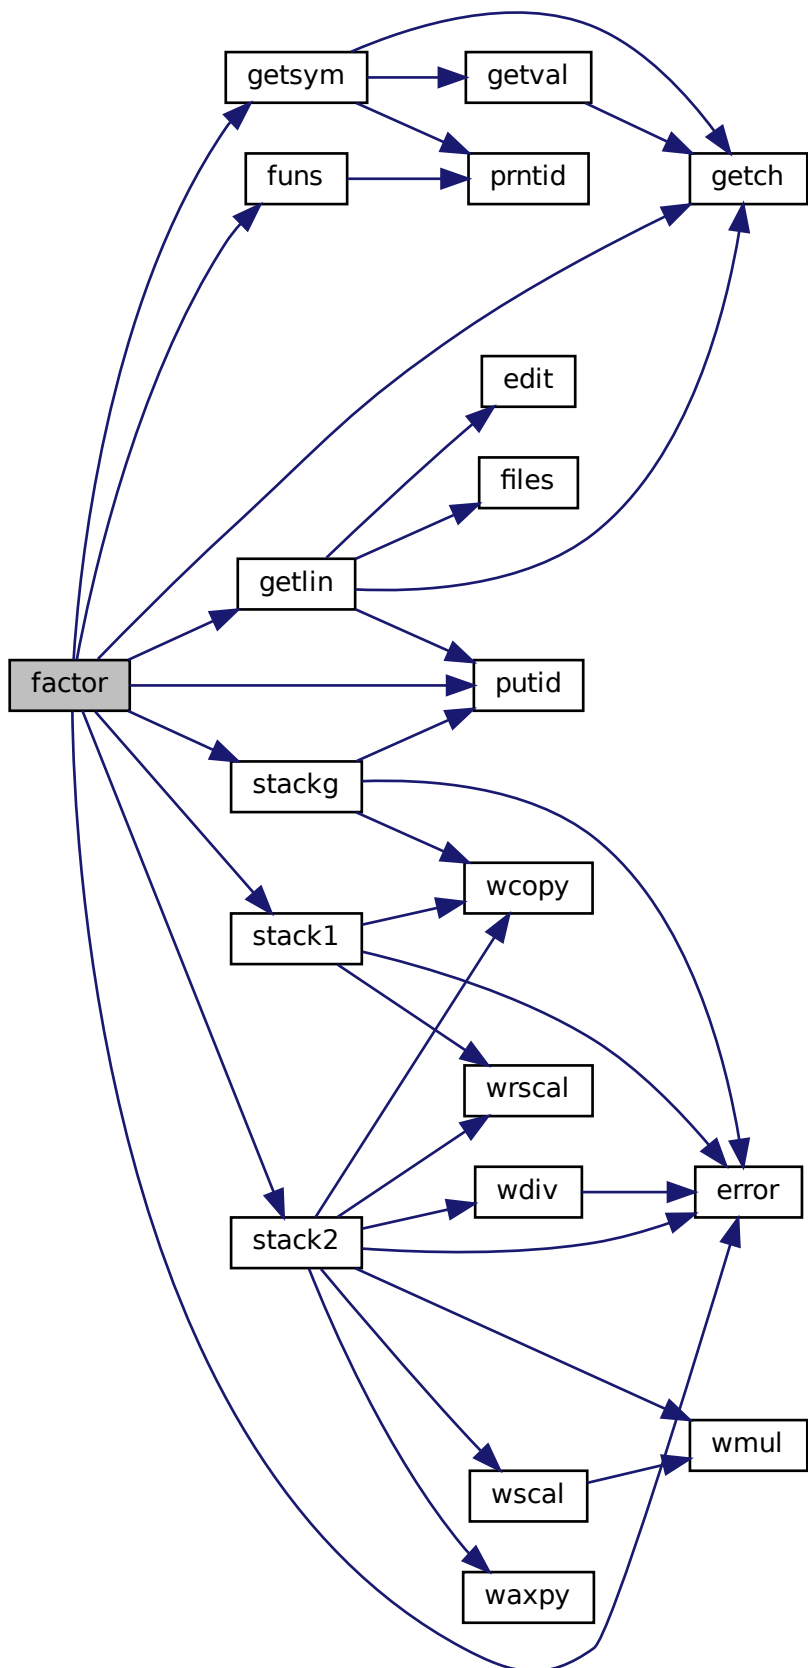 getsym
getval
funs
prntid
getch
edit
files
getlin
factor
putid
stackg
wcopy
stack1
wrscal
wdiv
error
stack2
wmul
wscal
waxpy